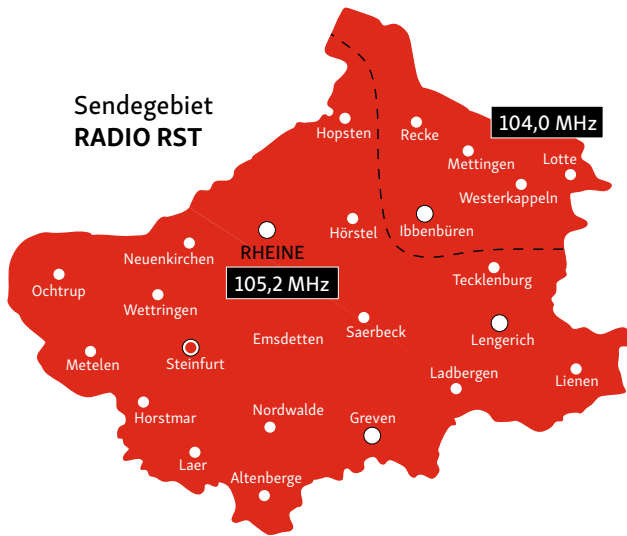 Sendegebiet
RADIO RST
104,0 MHz
Hopsten
Recke
Mettingen
Lotte
Westerkappeln
Hörstel
Ibbenbüren
RHEINE
Neuenkirchen
105,2 MHz
Tecklenburg
Ochtrup
Wettringen
Saerbeck
Emsdetten
Lengerich
Metelen
Steinfurt
Ladbergen
Lienen
Horstmar
Nordwalde
Greven
Laer
Altenberge